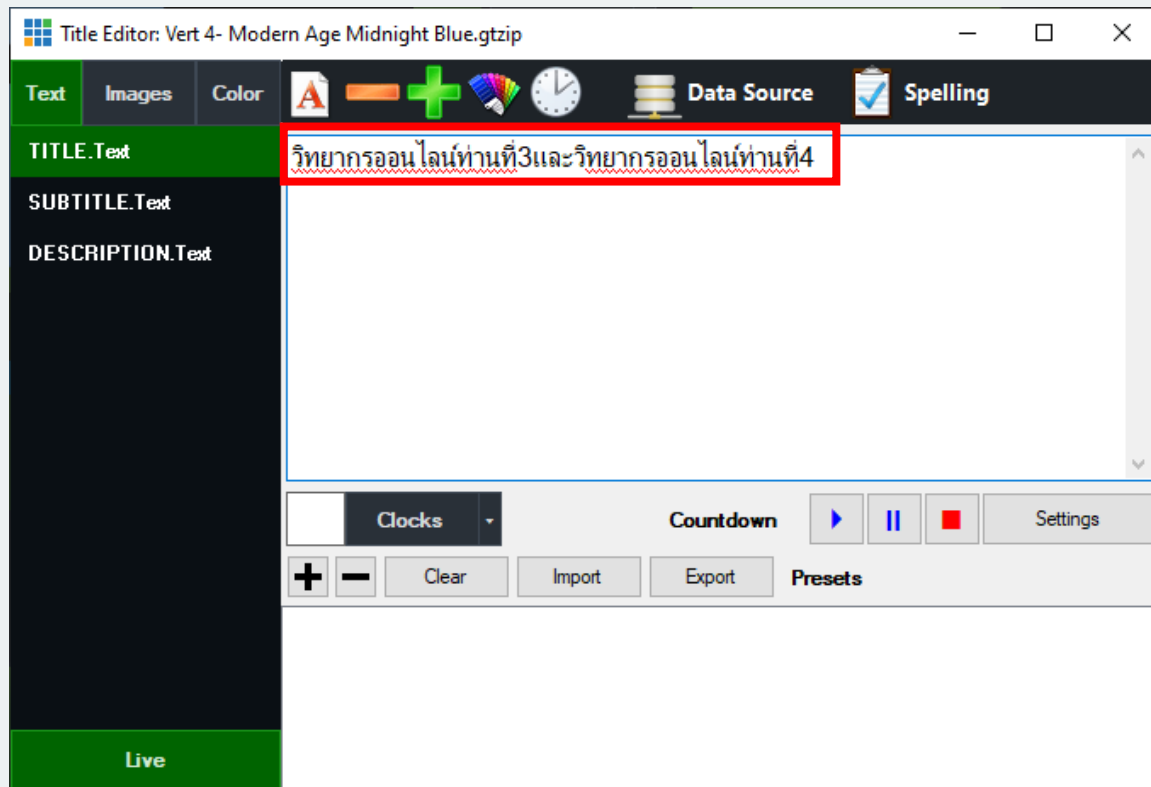 Title Editor: Vert 4- Modern Age Midnight Blue.gtzip
Text Images Color A Data Source Spelling
TITLE.Text
วิทยากรออนไลน์ท่านที่3และวิทยากรออนไลน์ท่านที่4
SUBTITLE.Text
DESCRIPTION.Text
Clocks Countdown Settings
Clear Import Export Presets
Live